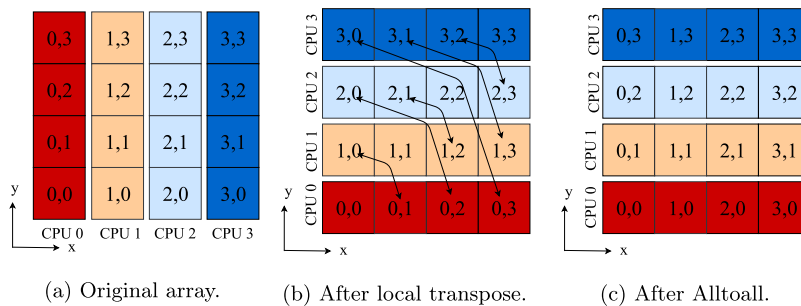 0,3 1,3 2,3 3,3
0,2 1,2 2,2 3,2
0,1 1,1 2,1 3,1
0,0 1,0 2,0 3,0
y
x
CPU 0 CPU 1 CPU 2 CPU 3
(a) Original array.
CPU 3 3,0 3,1 3,2 3,3
CPU 2 2,0 2,1 2,2 2,3
CPU 1 1,0 1,1 1,2 1,3
CPU 0 0,0 0,1 0,2 0,3
y
x
(b) After local transpose.
CPU 3 0,3 1,3 2,3 3,3
CPU 2 0,2 1,2 2,2 3,2
CPU 1 0,1 1,1 2,1 3,1
CPU 0 0,0 1,0 2,0 3,0
y
x
(c) After Alltoall.